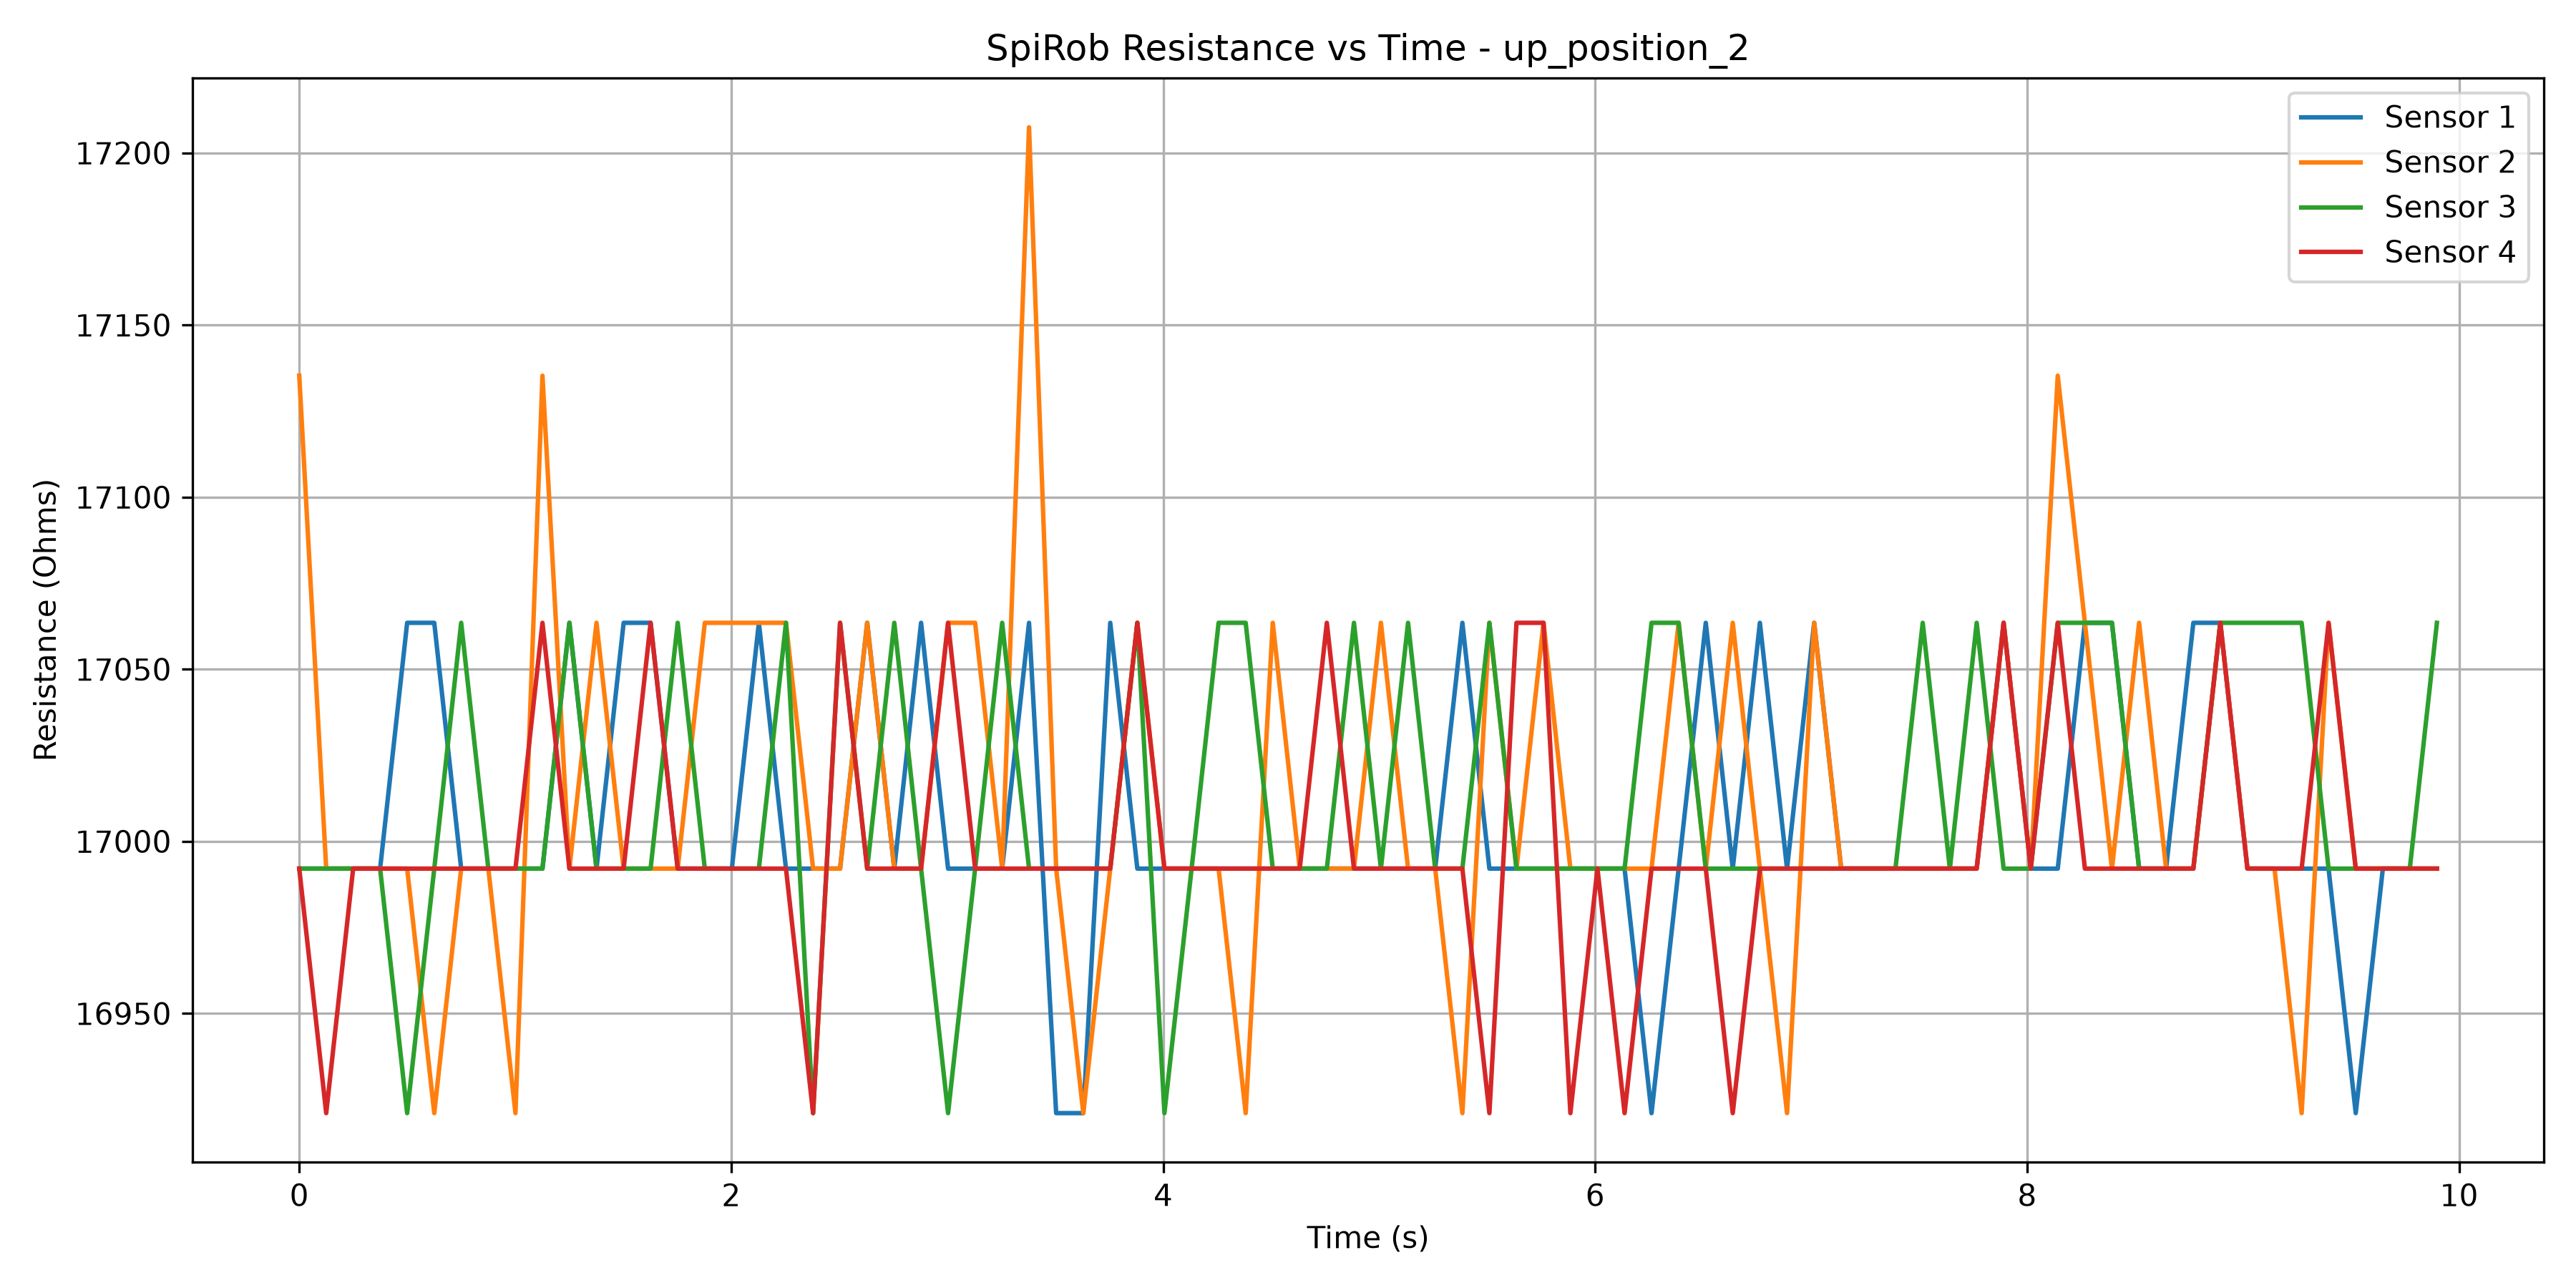 SpiRob Resistance vs Time - up_position_2
Sensor 1
Sensor 2
Sensor 3
Sensor 4
Resistance (Ohms)
17200
17150
17100
17050
17000
16950
0 2 4 6 8 10
Time (s)